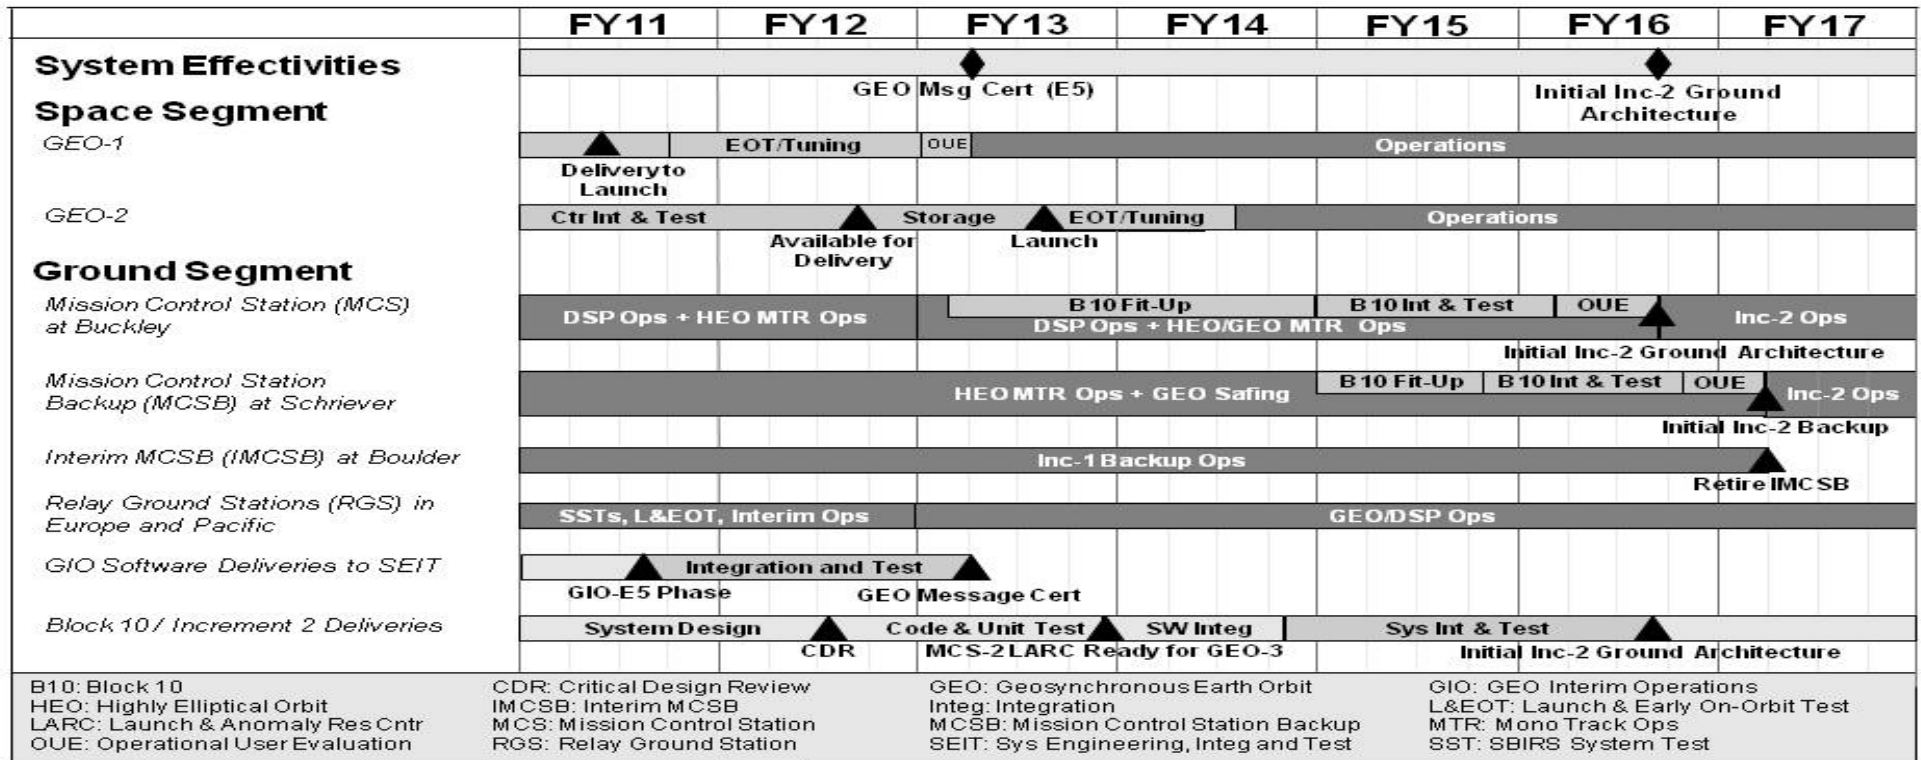 FY11 FY12 FY13 FY14 FY15 FY16 FY17
System Effectivities
GEO Msg Cert (E5)
Initial Inc-2 Ground
Architecture
Space Segment
GEO-1
EOT/Tuning
OUE
Operations
Delivery to
Launch
GEO-2
Ctr Int & Test
Storage
EOT/Tuning
Operations
Available for
Delivery
Launch
Ground Segment
Mission Control Station (MCS)
at Buckley
DSP Ops + HEO MTR Ops
B10 Fit-Up
B10 Int & Test
OUE
DSP Ops + HEO/GEO MTR Ops
Inc-2 Ops
Initial Inc-2 Ground Architecture
Mission Control Station
Backup (MCSB) at Schriever
HEO MTR Ops + GEO Safing
B10 Fit-Up
B10 Int & Test
OUE
Inc-2 Ops
Initial Inc-2 Backup
Interim MCSB (IMCSB) at Boulder
Inc-1 Backup Ops
Retire IMCSB
Relay Ground Stations (RGS) in
Europe and Pacific
SSTs, L&EOT, Interim Ops
GEO/DSP Ops
GIO Software Deliveries to SEIT
Integration and Test
GIO-E5 Phase
GEO Message Cert
Block 10 / Increment 2 Deliveries
System Design
Code & Unit Test
SW Integ
Sys Int & Test
CDR
MCS-2 LARC Ready for GEO-3
Initial Inc-2 Ground Architecture
B10: Block 10
HEO: Highly Elliptical Orbit
LARC: Launch & Anomaly Res Cntr
OUE: Operational User Evaluation
CDR: Critical Design Review
IMCSB: Interim MCSB
MCS: Mission Control Station
RGS: Relay Ground Station
GEO: Geosynchronous Earth Orbit
Integ: Integration
MCSB: Mission Control Station Backup
SEIT: Sys Engineering, Integ and Test
GIO: GEO Interim Operations
L&EOT: Launch & Early On-Orbit Test
MTR: Mono Track Ops
SST: SBIRS System Test